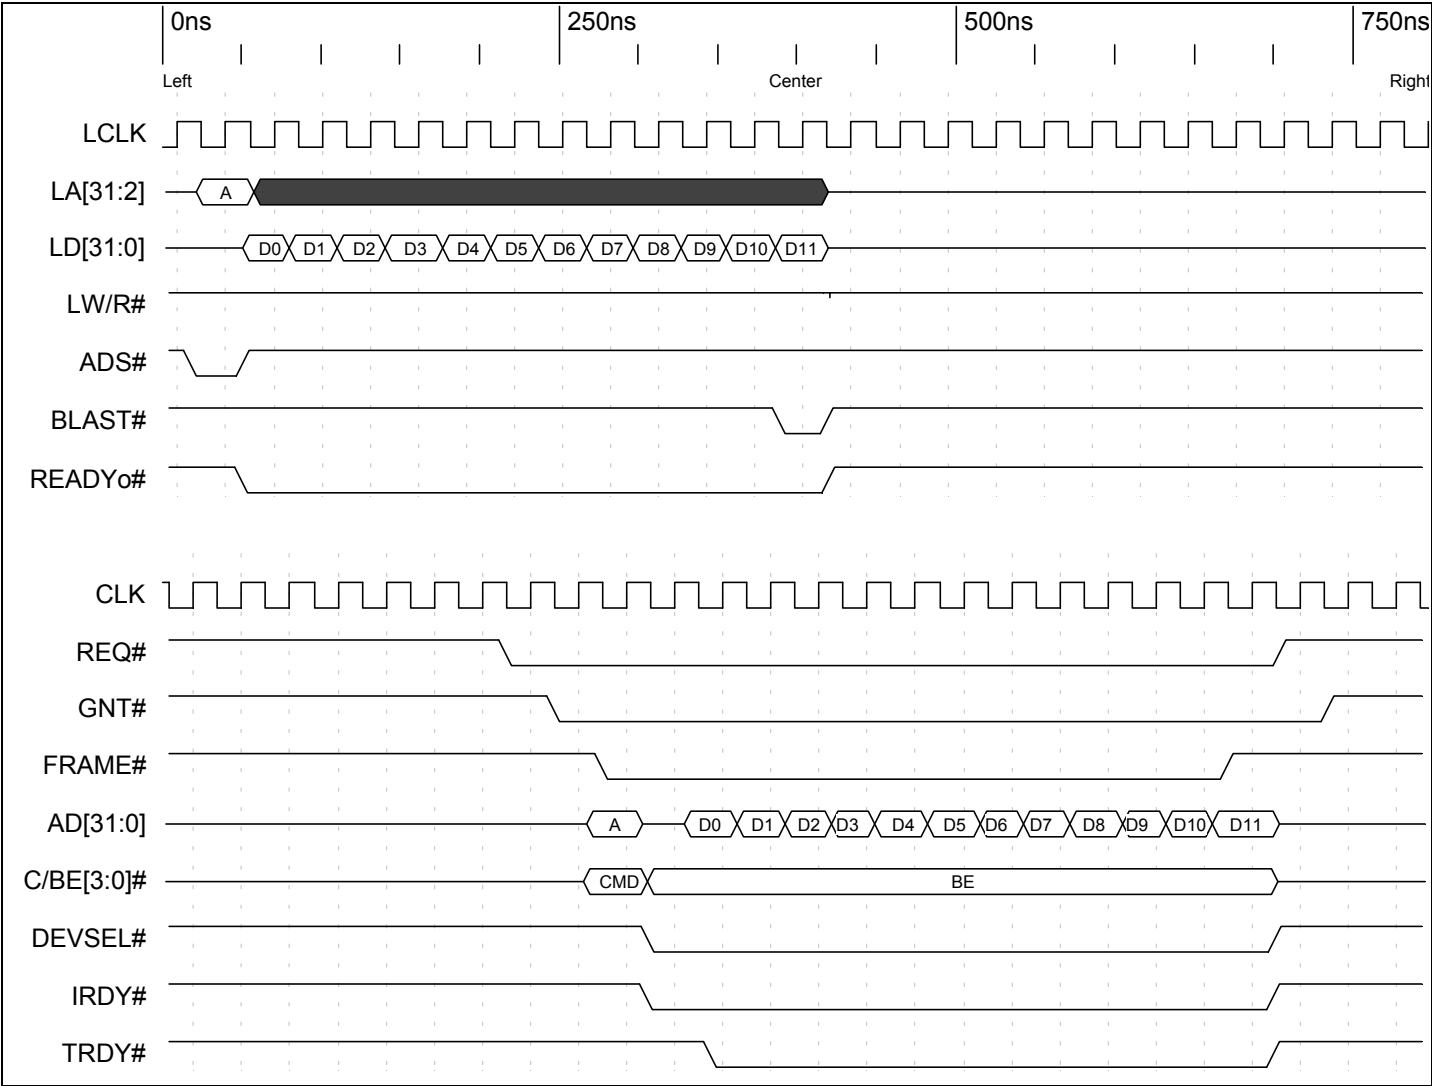 0ns 250ns 500ns 750ns
Left Center Right
LCLK
LA[31:2] A
LD[31:0] D0 D1 D2 D3 D4 D5 D6 D7 D8 D9 D10 D11
LW/R#
ADS#
BLAST#
READYo#
CLK
REQ#
GNT#
FRAME#
AD[31:0] A D0 D1 D2 D3 D4 D5 D6 D7 D8 D9 D10 D11
C/BE[3:0]# CMD BE
DEVSEL#
IRDY#
TRDY#